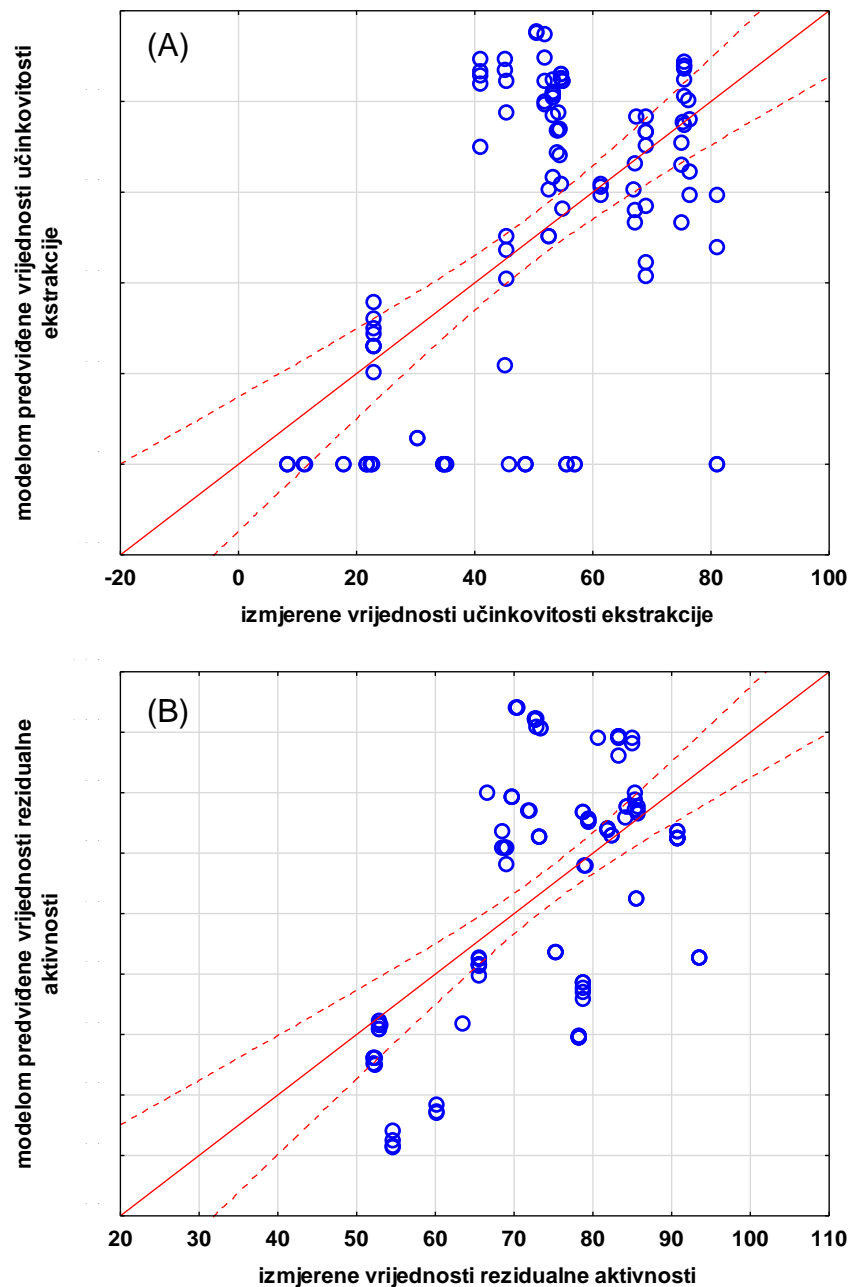 (A)
modelom predviđene vrijednosti učinkovitosti
ekstrakcije
-20 0 20 40 60 80 100
izmjerene vrijednosti učinkovitosti ekstrakcije
(B)
modelom predviđene vrijednosti rezidualne
aktivnosti
20 30 40 50 60 70 80 90 100 110
izmjerene vrijednosti rezidualne aktivnosti